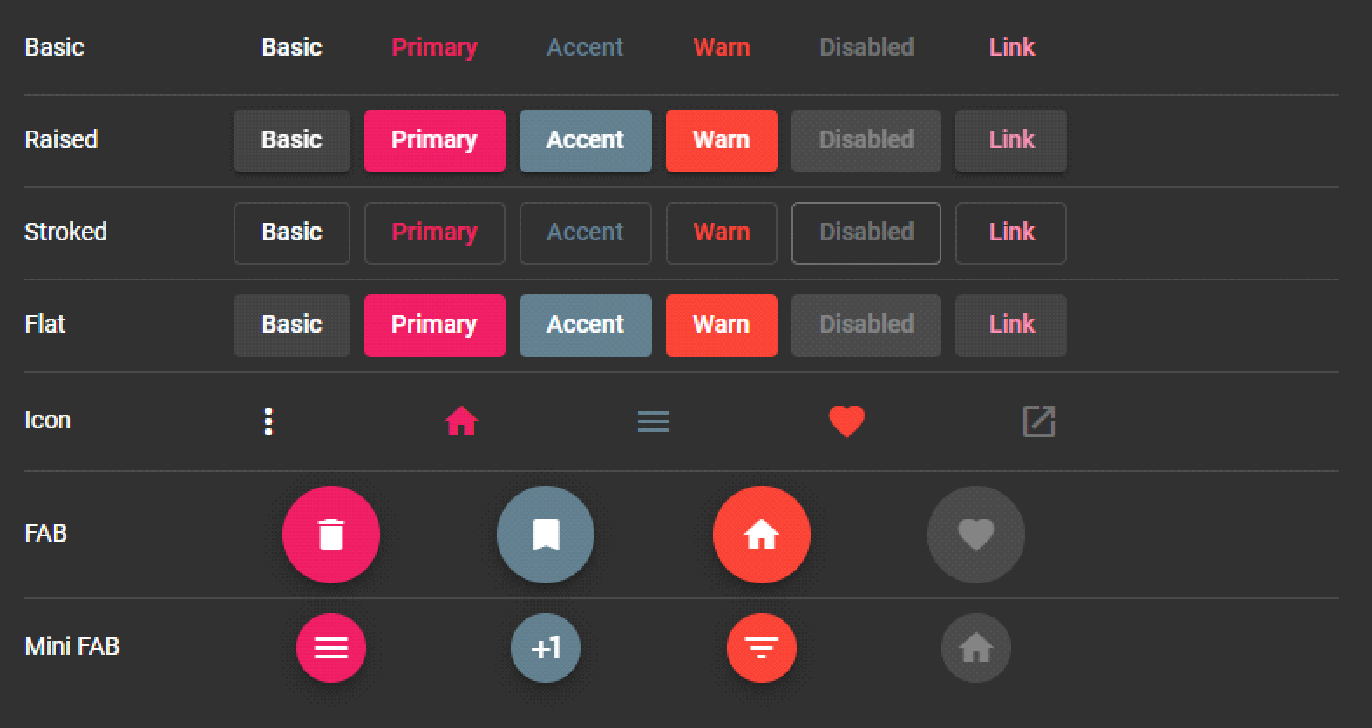 Basic Basic Primary Accent Warn Disabled Link
Raised Basic Primary Accent Warn Disabled Link
Stroked Basic Primary Accent Warn Disabled Link
Flat Basic Primary Accent Warn Disabled Link
Icon
FAB
Mini FAB +1